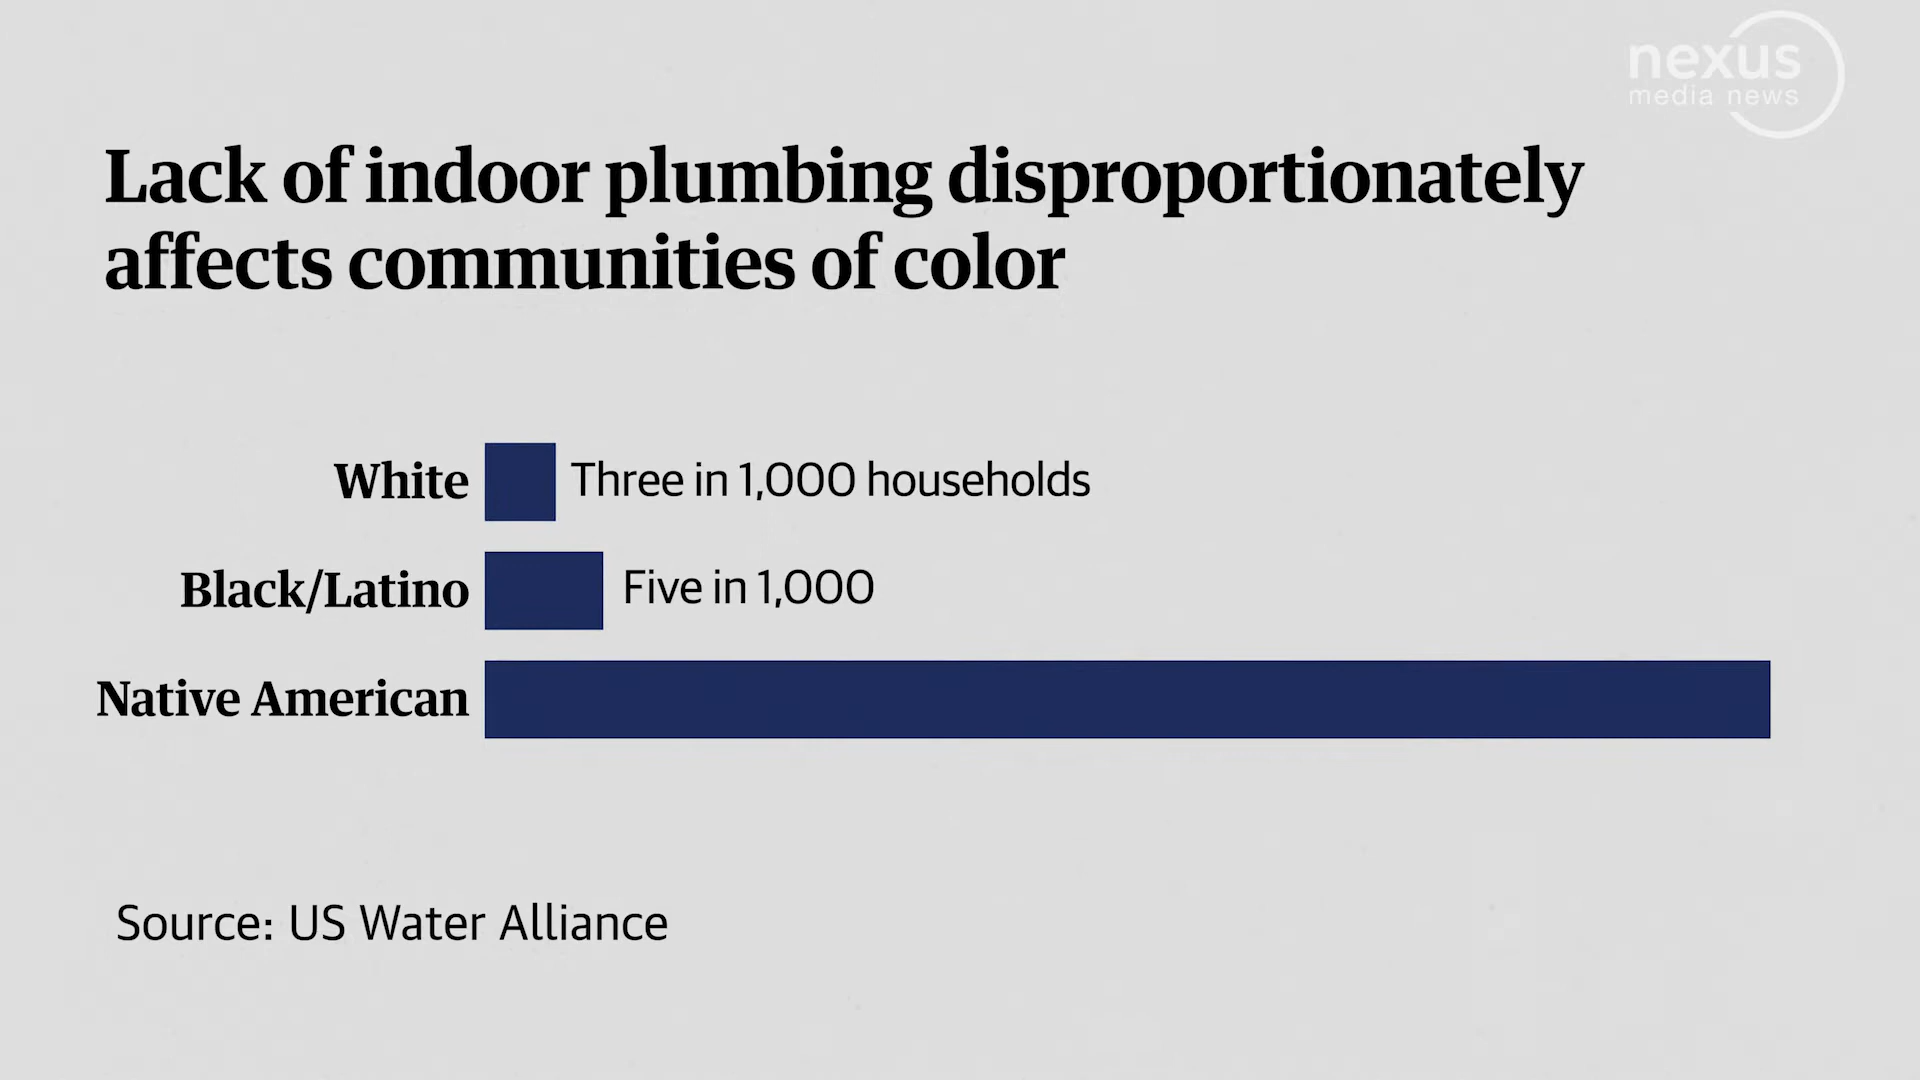 nexus
media news
Lack of indoor plumbing disproportionately
affects communities of color
White Three in 1,000 households
Black/Latino Five in 1,000
Native American
Source: US Water Alliance